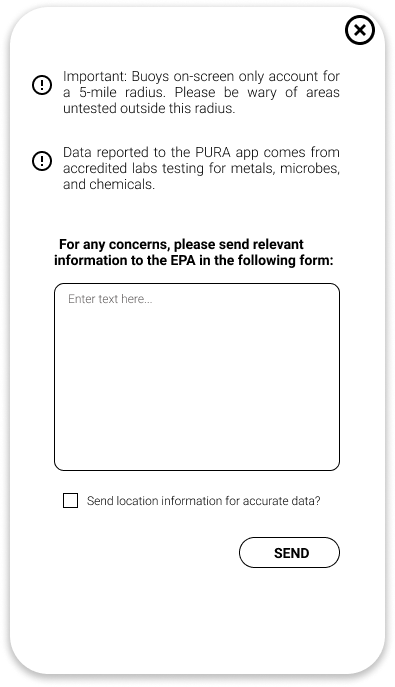 Important: Buoys on-screen only account for
a 5-mile radius. Please be wary of areas
untested outside this radius.
Data reported to the PURA app comes from
accredited labs testing for metals, microbes,
and chemicals.
For any concerns, please send relevant
information to the EPA in the following form:
Enter text here...
Send location information for accurate data?
SEND